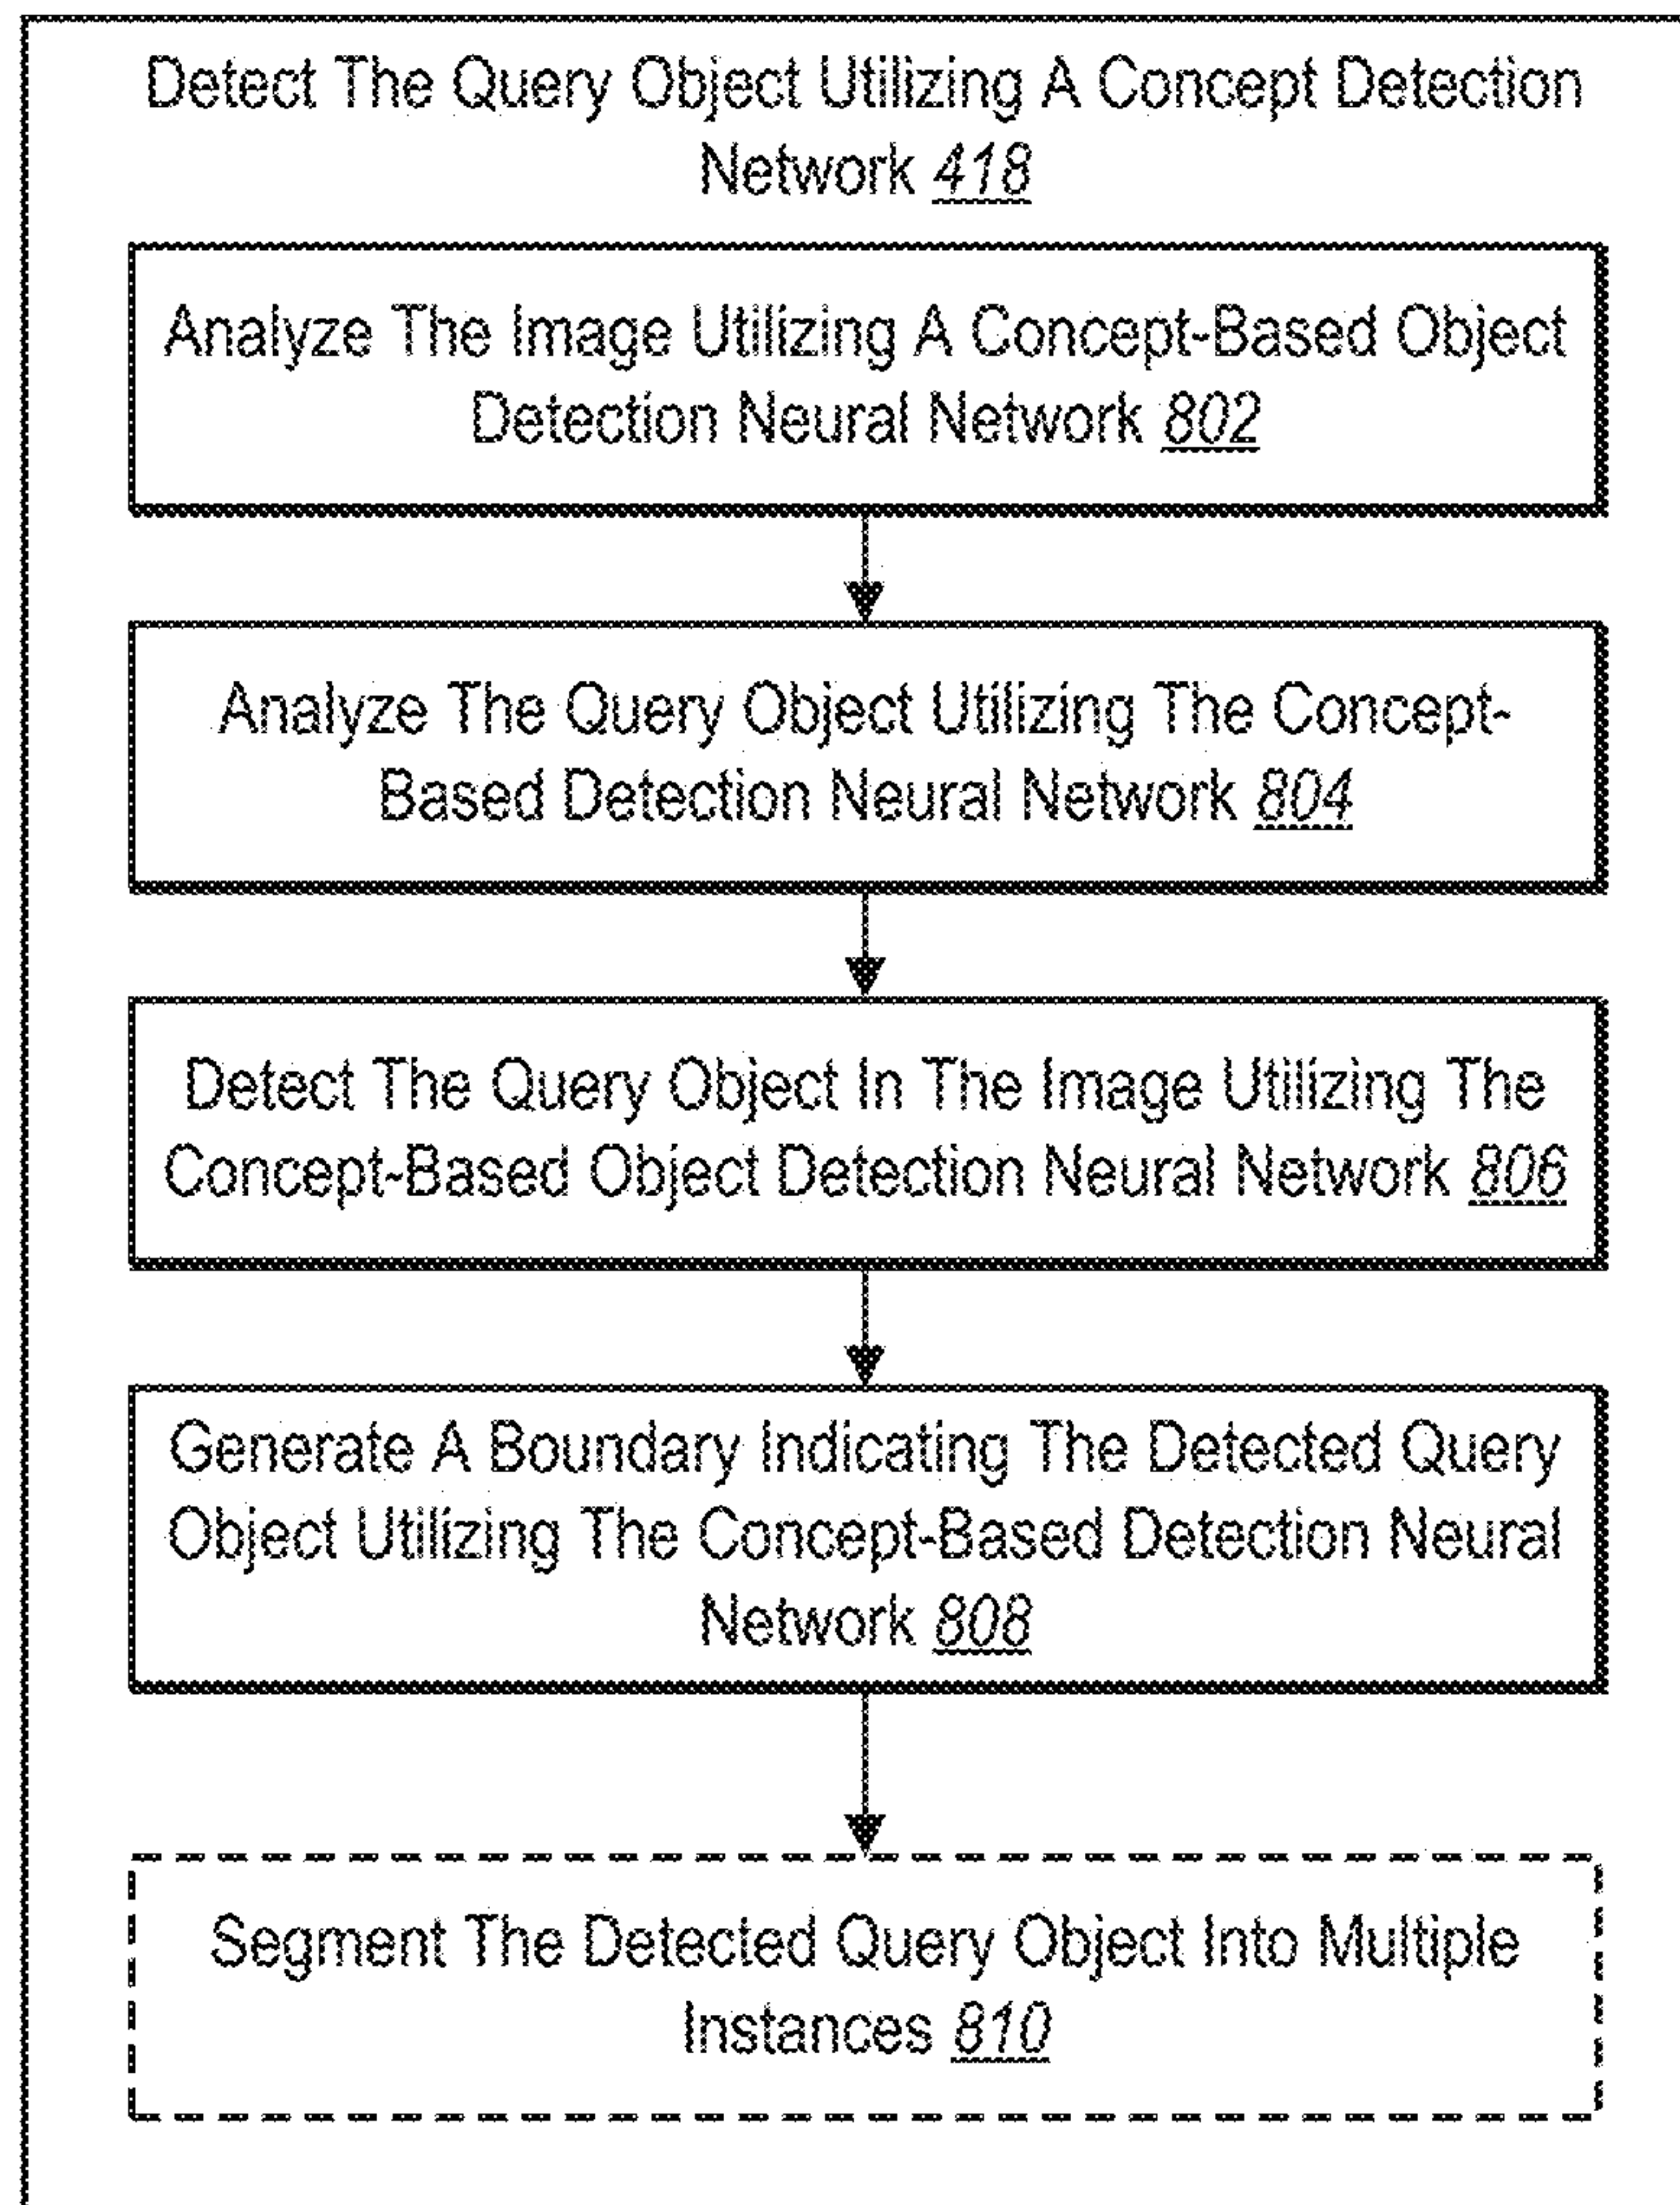 Detect The Query Object Utilizing A Concept Detection
Network 418
Analyze The Image Utilizing A Concept-Based Object
Detection Neural Network 802
Analyze The Query Object Utilizing The Concept-
Based Detection Neural Network 804
Detect The Query Object In The Image Utilizing The
Concept-Based Object Detection Neural Network 806
Generate A Boundary Indicating The Detected Query
Object Utilizing The Concept-Based Detection Neural
Network 808
Segment The Detected Query Object Into Multiple
Instances 810